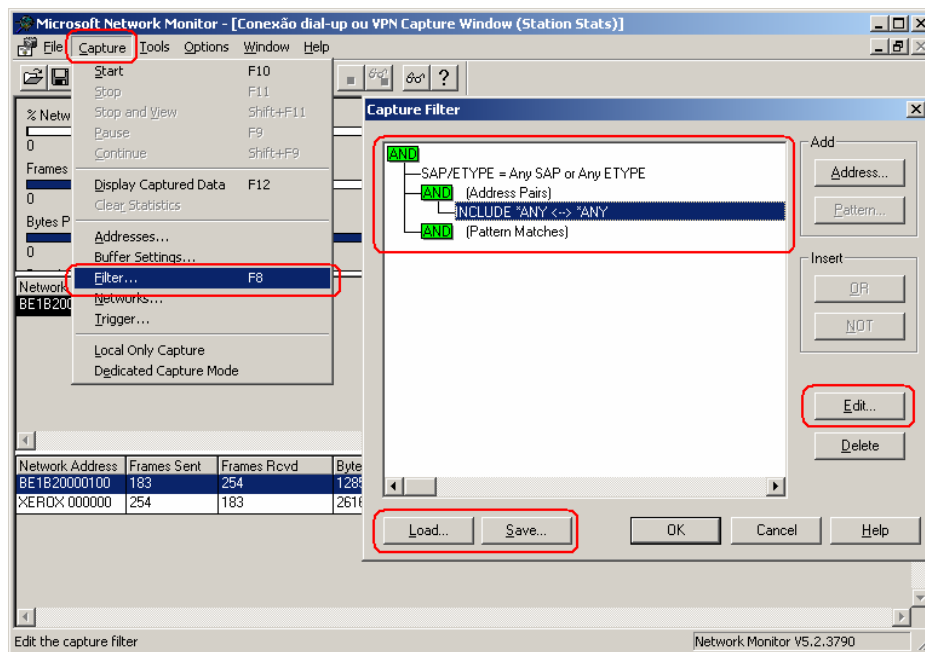 Microsoft Network Monitor - [Conexão dial-up ou VPN Capture Window (Station Stats)]
File Capture Tools Options Window Help
Start F10
Stop F11
Stop and View Shift+F11
Pause F9
Continue Shift+F9
Display Captured Data F12
Clear Statistics
Addresses...
Buffer Settings...
Filter... F8
Networks...
Trigger...
Local Only Capture
Dedicated Capture Mode
% Netw
0
Frames
0
Bytes P
0
Network
BE1B200
Capture Filter
AND
SAP/ETYPE = Any SAP or Any ETYPE
AND (Address Pairs)
INCLUDE *ANY <--> *ANY
AND (Pattern Matches)
Add
Address...
Pattern...
Insert
OR
NOT
Edit...
Delete
Load... Save... OK Cancel Help
Network Address Frames Sent Frames Rcvd Byte
BE1B20000100 183 254 1285
XEROX 000000 254 183 2616
Edit the capture filter Network Monitor V5.2.3790